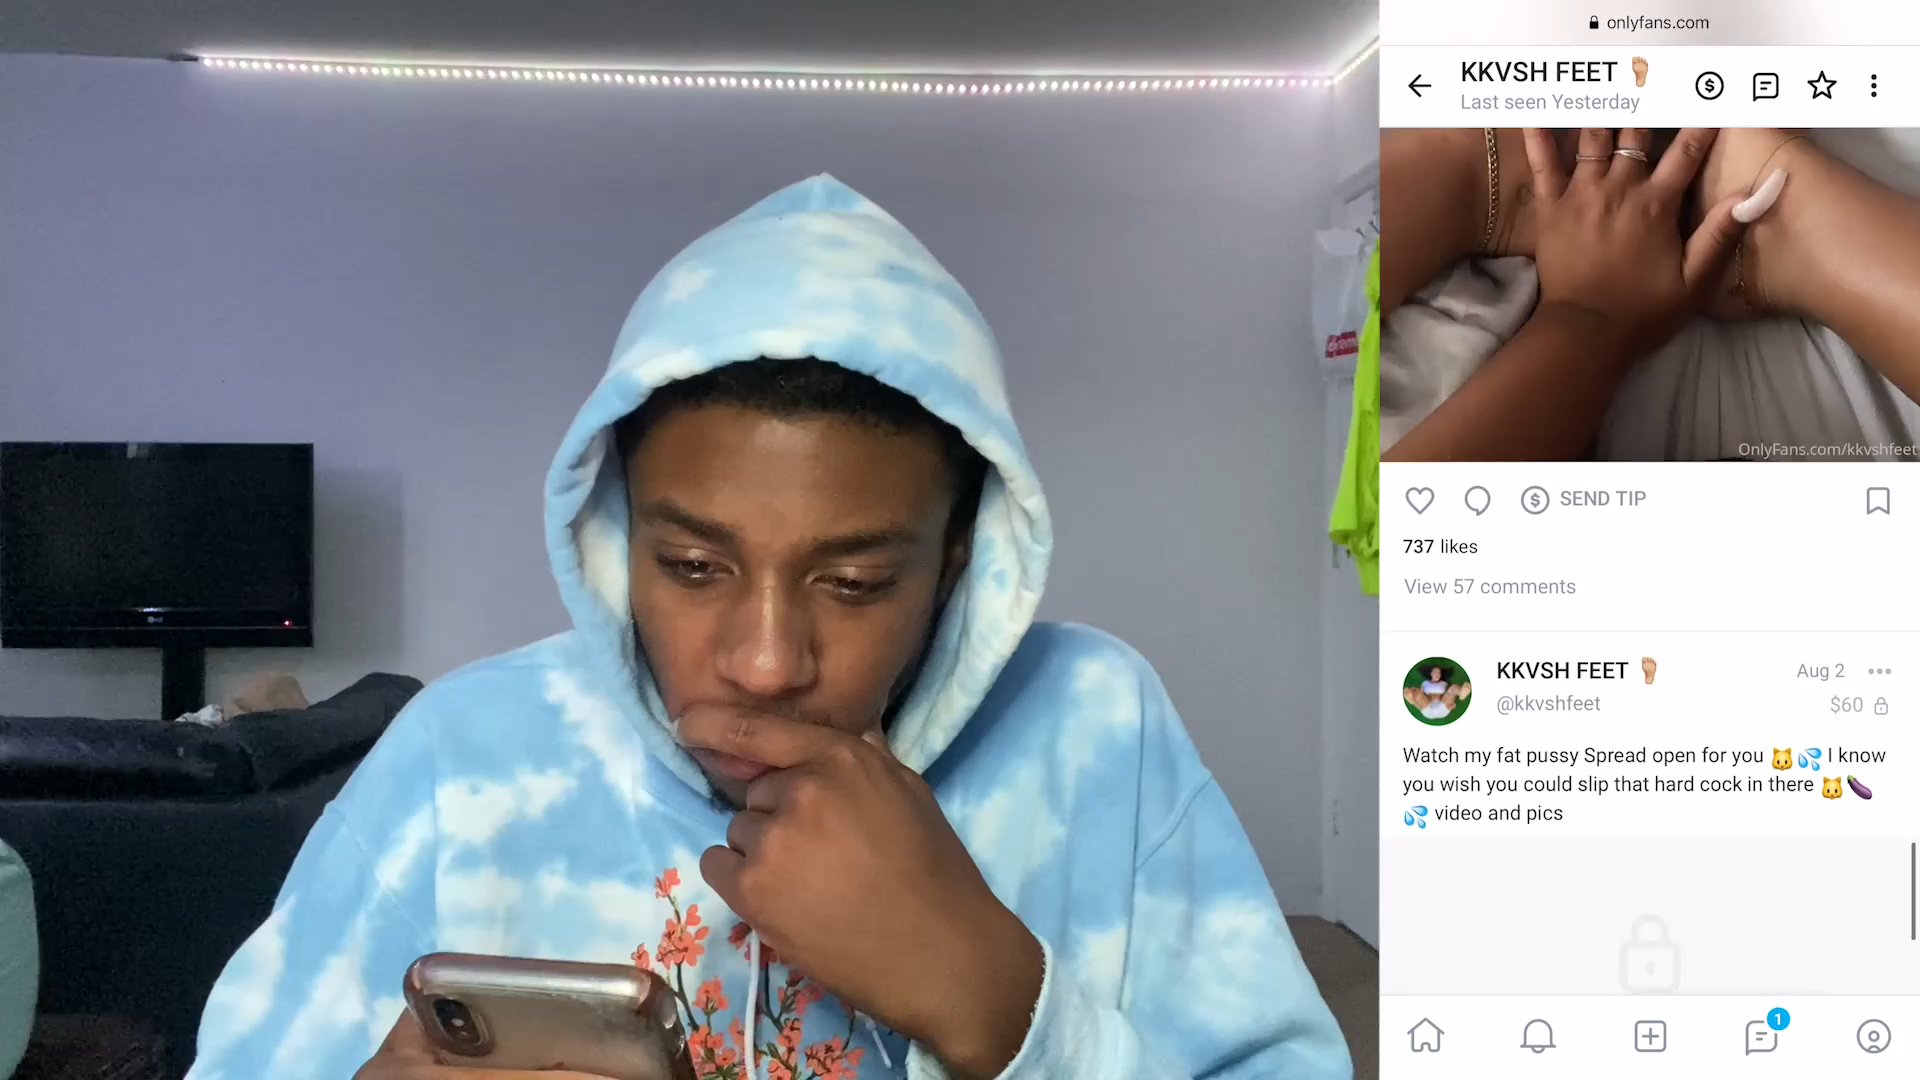 onlyfans.com
KKVSH FEET
Last seen Yesterday
OnlyFans.com/kkvshfeet
SEND TIP
737 likes
View 57 comments
KKVSH FEET
Aug 2
@kkvshfeet
$60
Watch my fat pussy Spread open for you 🐱💦 I know
you wish you could slip that hard cock in there 🐱🍆
💦 video and pics
1
LG